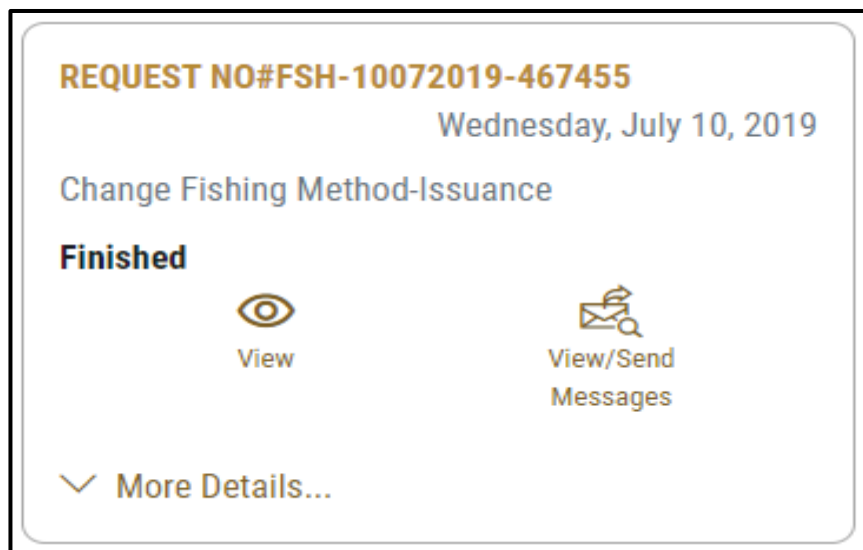 REQUEST NO#FSH-10072019-467455
Wednesday, July 10, 2019
Change Fishing Method-Issuance
Finished
View
View/Send
Messages
More Details...